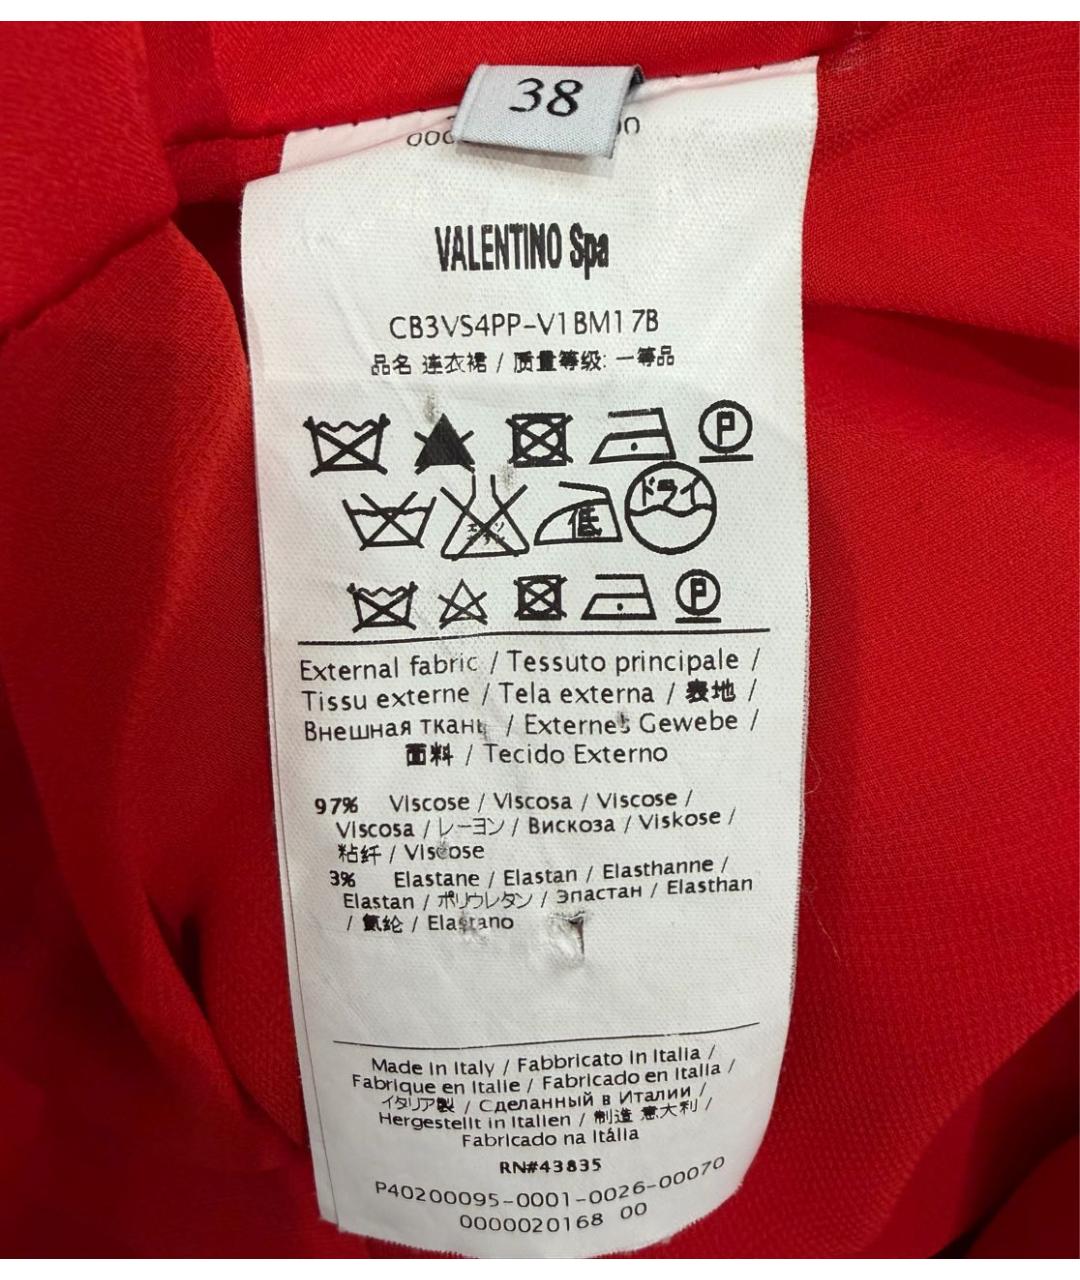 38
VALENTINO Spa
CB3VS4PP-V1BM17B
品名 连衣裙 / 质量等级: 一等品
P
低 ドライ
P
External fabric / Tessuto principale /
Tissu externe / Tela externa / 表地 /
Внешная ткань / Externes Gewebe /
面料 / Tecido Externo
97% Viscose / Viscosa / Viscose /
Viscosa / レーヨン / Вискоза / Viskose /
粘纤 / Viscose
3% Elastane / Elastan / Elasthanne /
Elastan / ポリウレタン / Эластан / Elasthan
/ 氨纶 / Elastano
Made in Italy / Fabbricato in Italia /
Fabrique en Italie / Fabricado en Italia /
イタリア製 / Сделанный в Италии /
Hergestellt in Italien / 制造 意大利 /
Fabricado na Itália
RN#43835
P40200095-0001-0026-00070
0000020168 00